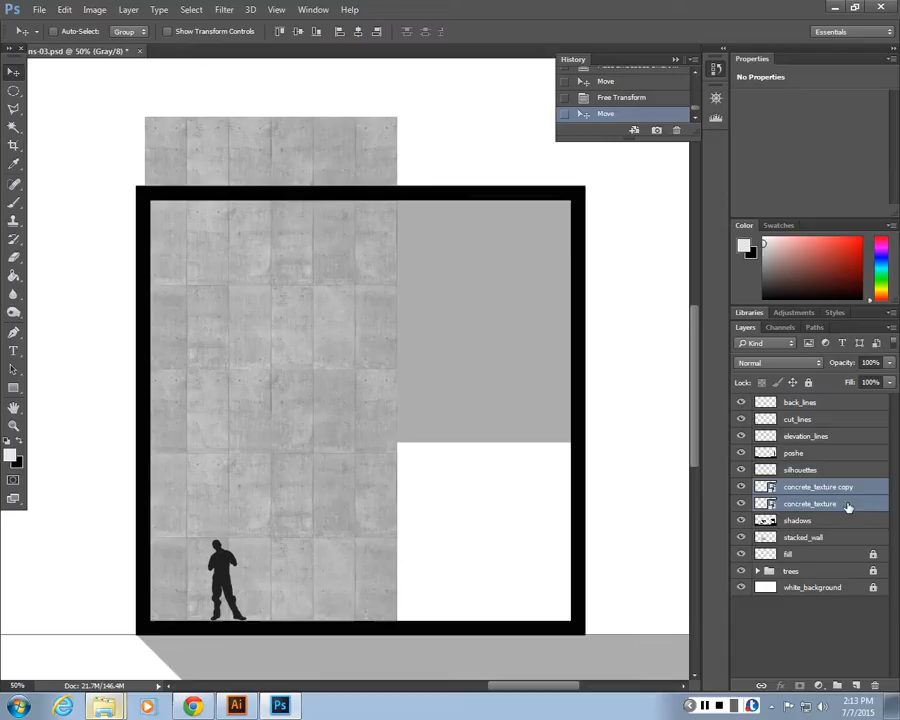 Ps File Edit Image Layer Type Select Filter 3D View Window Help
Auto-Select: Group Show Transform Controls Essentials
ns-03.psd @ 50% (Gray/8) * ×
History
Move
Free Transform
Move
Properties
No Properties
Color Swatches
Libraries Adjustments Styles
Layers Channels Paths
Kind
Normal Opacity: 100%
Lock: Fill: 100%
back_lines
cut_lines
elevation_lines
poshe
silhouettes
concrete_texture copy
concrete_texture
shadows
stacked_wall
fill
trees
white_background
50% Doc: 21.7M/146.4M
Ai Ps
2:13 PM
7/7/2015